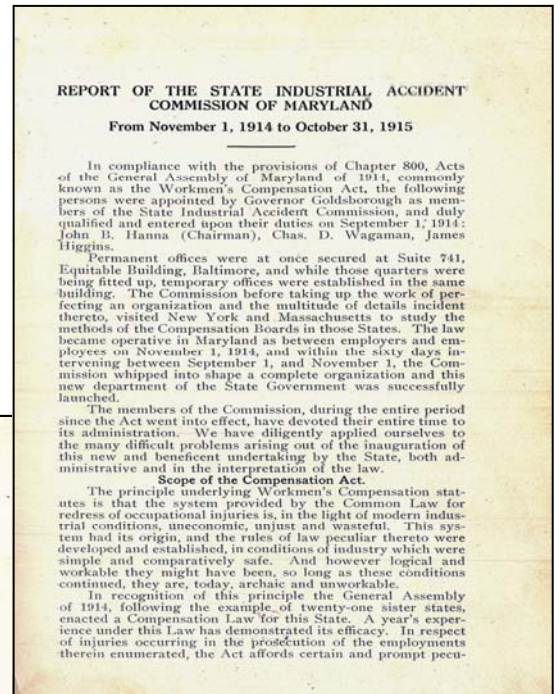 REPORT OF THE STATE INDUSTRIAL ACCIDENT
COMMISSION OF MARYLAND
From November 1, 1914 to October 31, 1915
In compliance with the provisions of Chapter 800, Acts
of the General Assembly of Maryland of 1914, commonly
known as the Workmen's Compensation Act, the following
persons were appointed by Governor Goldsborough as mem-
bers of the State Industrial Accident Commission, and duly
qualified and entered upon their duties on September 1, 1914:
John B. Hanna (Chairman), Chas. D. Wagaman, James
Higgins.
Permanent offices were at once secured at Suite 741,
Equitable Building, Baltimore, and while those quarters were
being fitted up, temporary offices were established in the same
building. The Commission before taking up the work of per-
fecting an organization and the multitude of details incident
thereto, visited New York and Massachusetts to study the
methods of the Compensation Boards in those States. The law
became operative in Maryland as between employers and em-
ployees on November 1, 1914, and within the sixty days in-
tervening between September 1, and November 1, the Com-
mission whipped into shape a complete organization and this
new department of the State Government was successfully
launched.
The members of the Commission, during the entire period
since the Act went into effect, have devoted their entire time to
its administration. We have diligently applied ourselves to
the many difficult problems arising out of the inauguration of
this new and beneficent undertaking by the State, both ad-
ministrative and in the interpretation of the law.
Scope of the Compensation Act.
The principle underlying Workmen's Compensation stat-
utes is that the system provided by the Common Law for
redress of occupational injuries is, in the light of modern indus-
trial conditions, uneconomic, unjust and wasteful. This sys-
tem had its origin, and the rules of law peculiar thereto were
developed and established, in conditions of industry which were
simple and comparatively safe. And however logical and
workable they might have been, so long as these conditions
continued, they are, today, archaic and unworkable.
In recognition of this principle the General Assembly
of 1914, following the example of twenty-one sister states,
enacted a Compensation Law for this State. A year's exper-
ience under this Law has demonstrated its efficacy. In respect
of injuries occurring in the prosecution of the employments
therein enumerated, the Act affords certain and prompt pecu-